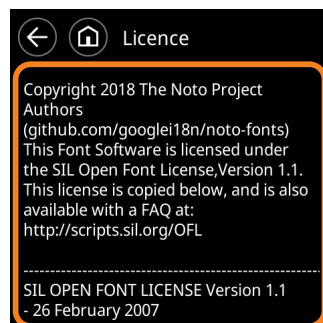 Licence
Copyright 2018 The Noto Project
Authors
(github.com/googlei18n/noto-fonts)
This Font Software is licensed under
the SIL Open Font License,Version 1.1.
This license is copied below, and is also
available with a FAQ at:
http://scripts.sil.org/OFL
-----------------------------------------------------------
SIL OPEN FONT LICENSE Version 1.1
- 26 February 2007